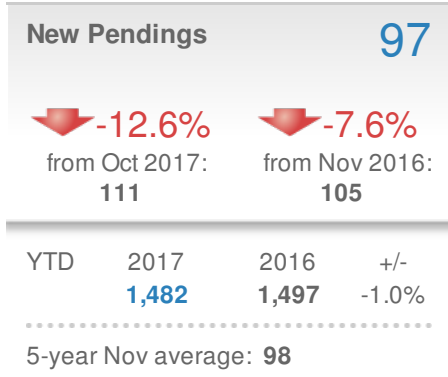 New Pendings 97
-12.6% -7.6%
from Oct 2017: from Nov 2016:
111 105
YTD 2017 2016 +/-
1,482 1,497 -1.0%
5-year Nov average: 98